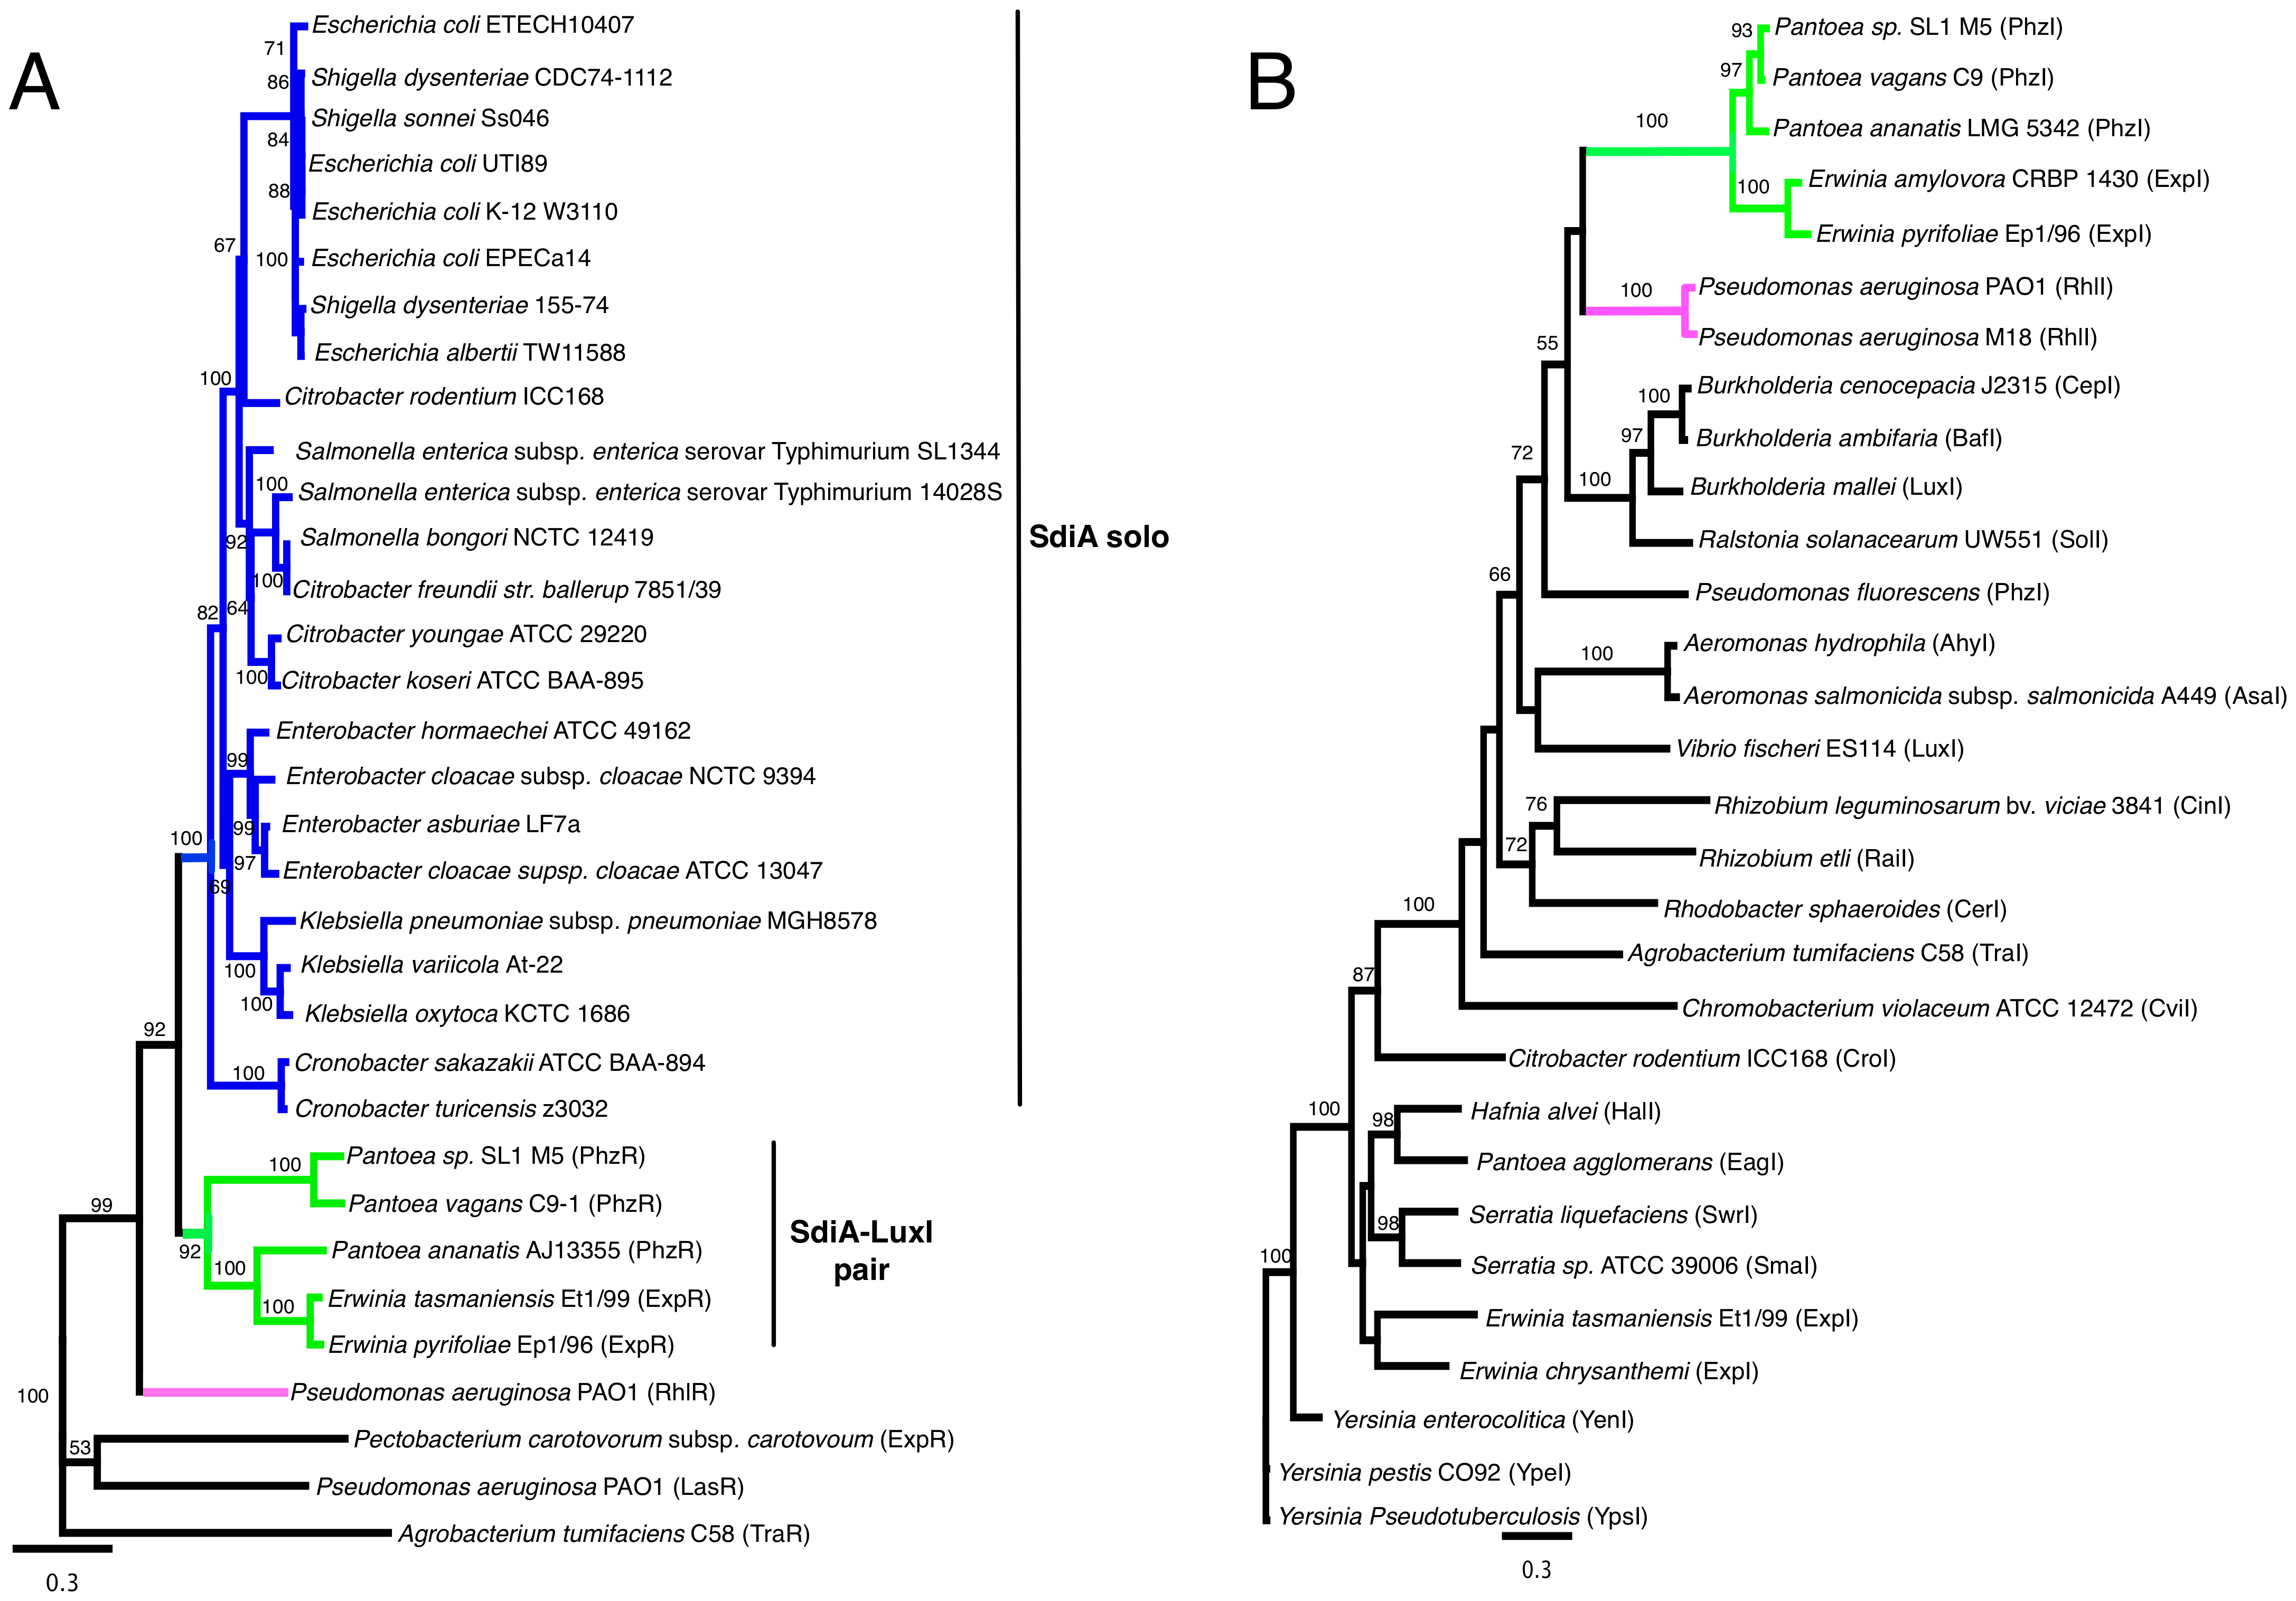 A
Escherichia coli ETECH10407
71
Shigella dysenteriae CDC74-1112
86
Shigella sonnei Ss046
84
Escherichia coli UTI89
88
Escherichia coli K-12 W3110
67
Escherichia coli EPECa14
100
Shigella dysenteriae 155-74
Escherichia albertii TW11588
100
Citrobacter rodentium ICC168
Salmonella enterica subsp. enterica serovar Typhimurium SL1344
100
Salmonella enterica subsp. enterica serovar Typhimurium 14028S
92
Salmonella bongori NCTC 12419
100
Citrobacter freundii str. ballerup 7851/39
82
64
Citrobacter youngae ATCC 29220
100
Citrobacter koseri ATCC BAA-895
Enterobacter hormaechei ATCC 49162
99
Enterobacter cloacae subsp. cloacae NCTC 9394
99
Enterobacter asburiae LF7a
100
97
Enterobacter cloacae supsp. cloacae ATCC 13047
69
Klebsiella pneumoniae subsp. pneumoniae MGH8578
100
Klebsiella variicola At-22
100
Klebsiella oxytoca KCTC 1686
92
Cronobacter sakazakii ATCC BAA-894
100
Cronobacter turicensis z3032
SdiA solo
Pantoea sp. SL1 M5 (PhzR)
100
Pantoea vagans C9-1 (PhzR)
99
92
Pantoea ananatis AJ13355 (PhzR)
100
Erwinia tasmaniensis Et1/99 (ExpR)
100
Erwinia pyrifoliae Ep1/96 (ExpR)
SdiA-LuxI
pair
Pseudomonas aeruginosa PAO1 (RhlR)
100
Pectobacterium carotovorum subsp. carotovoum (ExpR)
53
Pseudomonas aeruginosa PAO1 (LasR)
Agrobacterium tumifaciens C58 (TraR)
0.3
B
93
Pantoea sp. SL1 M5 (PhzI)
97
Pantoea vagans C9 (PhzI)
100
Pantoea ananatis LMG 5342 (PhzI)
100
Erwinia amylovora CRBP 1430 (ExpI)
Erwinia pyrifoliae Ep1/96 (ExpI)
100
Pseudomonas aeruginosa PAO1 (RhlI)
Pseudomonas aeruginosa M18 (RhlI)
55
100
Burkholderia cenocepacia J2315 (CepI)
97
Burkholderia ambifaria (BafI)
72
100
Burkholderia mallei (LuxI)
Ralstonia solanacearum UW551 (SolI)
66
Pseudomonas fluorescens (PhzI)
100
Aeromonas hydrophila (AhyI)
Aeromonas salmonicida subsp. salmonicida A449 (AsaI)
Vibrio fischeri ES114 (LuxI)
76
Rhizobium leguminosarum bv. viciae 3841 (CinI)
72
Rhizobium etli (RaiI)
100
Rhodobacter sphaeroides (CerI)
Agrobacterium tumifaciens C58 (TraI)
87
Chromobacterium violaceum ATCC 12472 (CviI)
Citrobacter rodentium ICC168 (CroI)
100
98
Hafnia alvei (HalI)
Pantoea agglomerans (EagI)
98
Serratia liquefaciens (SwrI)
100
Serratia sp. ATCC 39006 (SmaI)
Erwinia tasmaniensis Et1/99 (ExpI)
Erwinia chrysanthemi (ExpI)
Yersinia enterocolitica (YenI)
Yersinia pestis CO92 (YpeI)
Yersinia Pseudotuberculosis (YpsI)
0.3